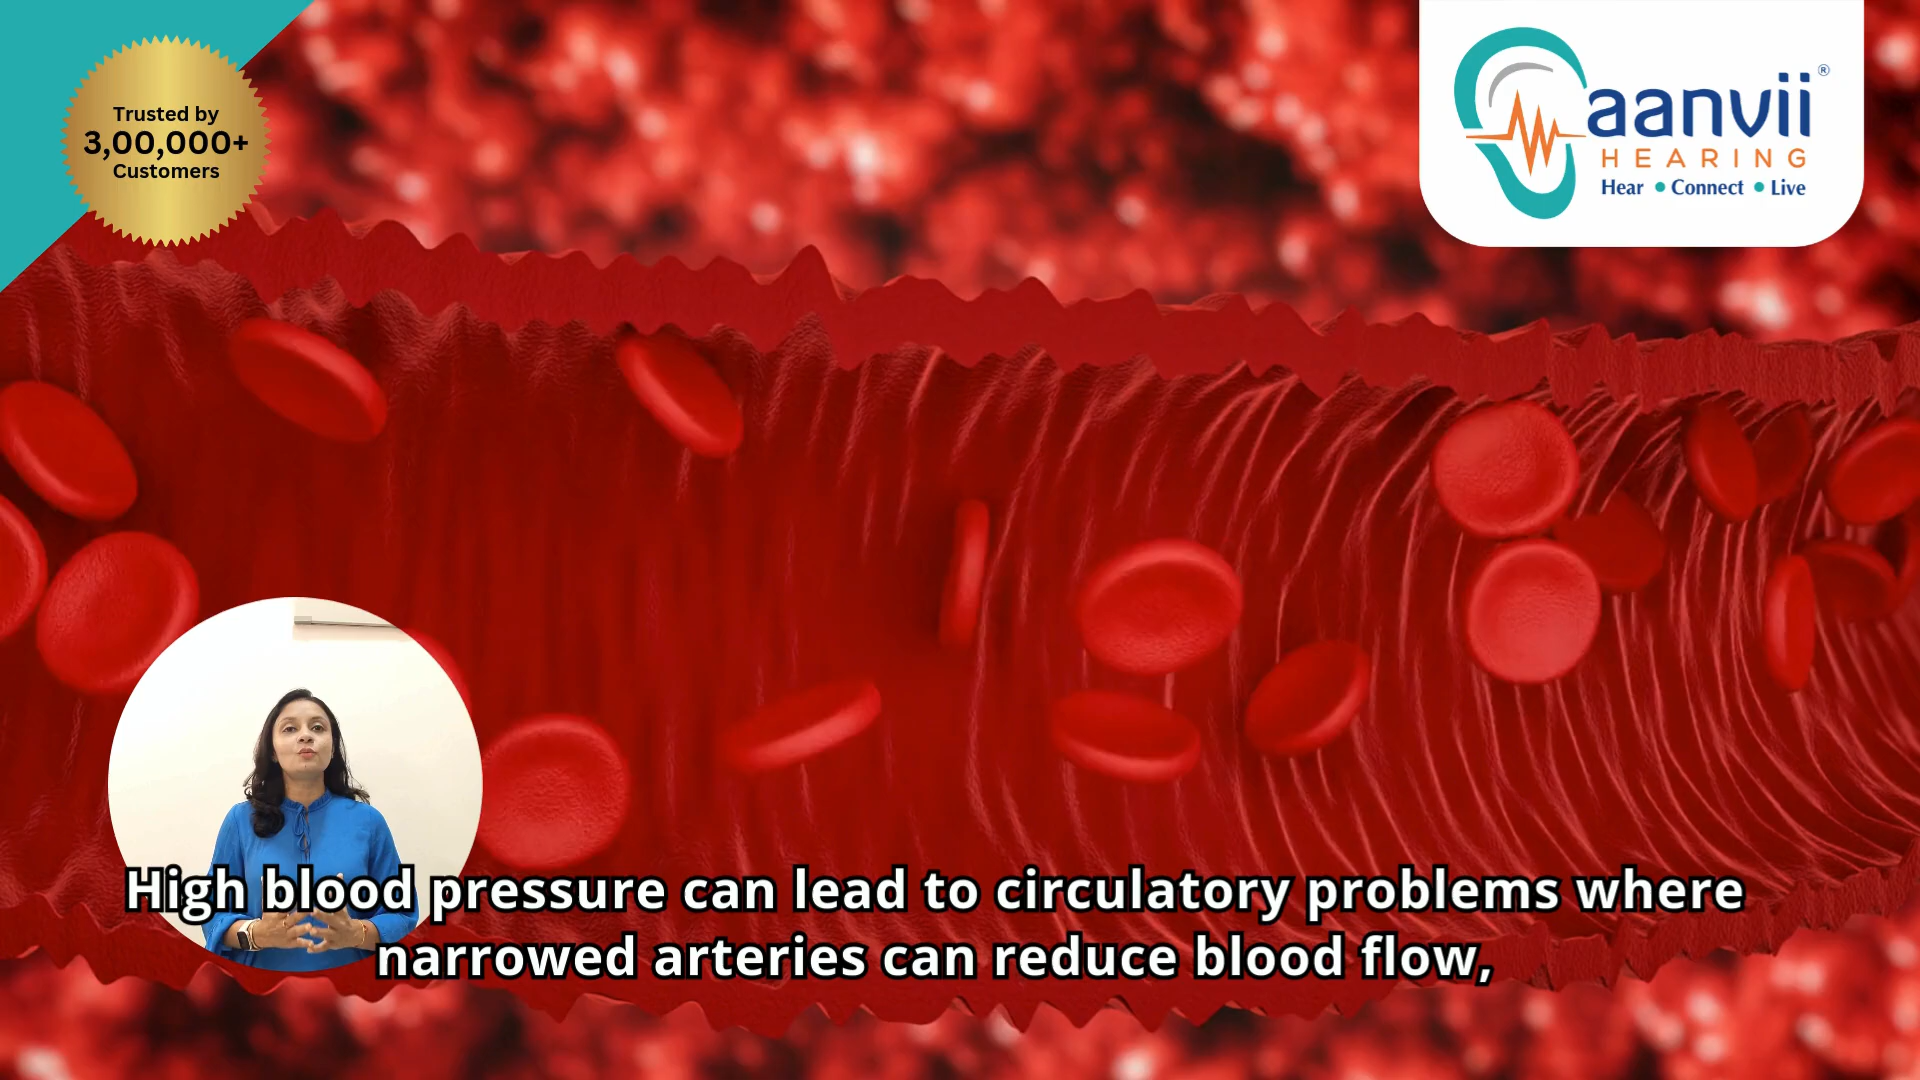 Trusted by
3,00,000+
Customers
aanvii®
HEARING
Hear • Connect • Live
High blood pressure can lead to circulatory problems where
narrowed arteries can reduce blood flow,